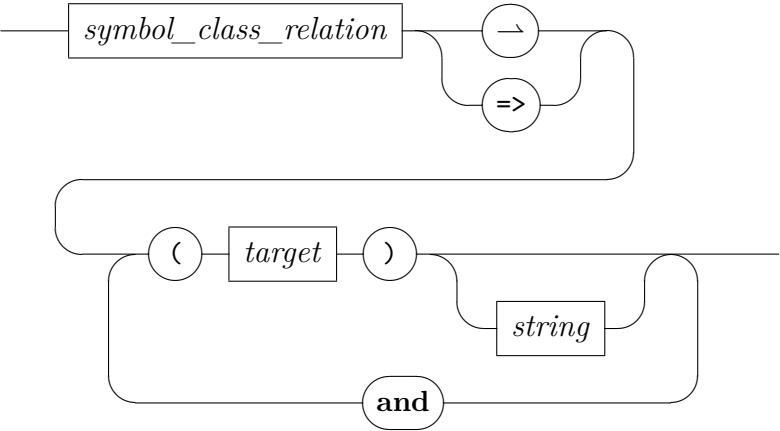 symbol_class_relation ⇀
=>
( target )
string
and